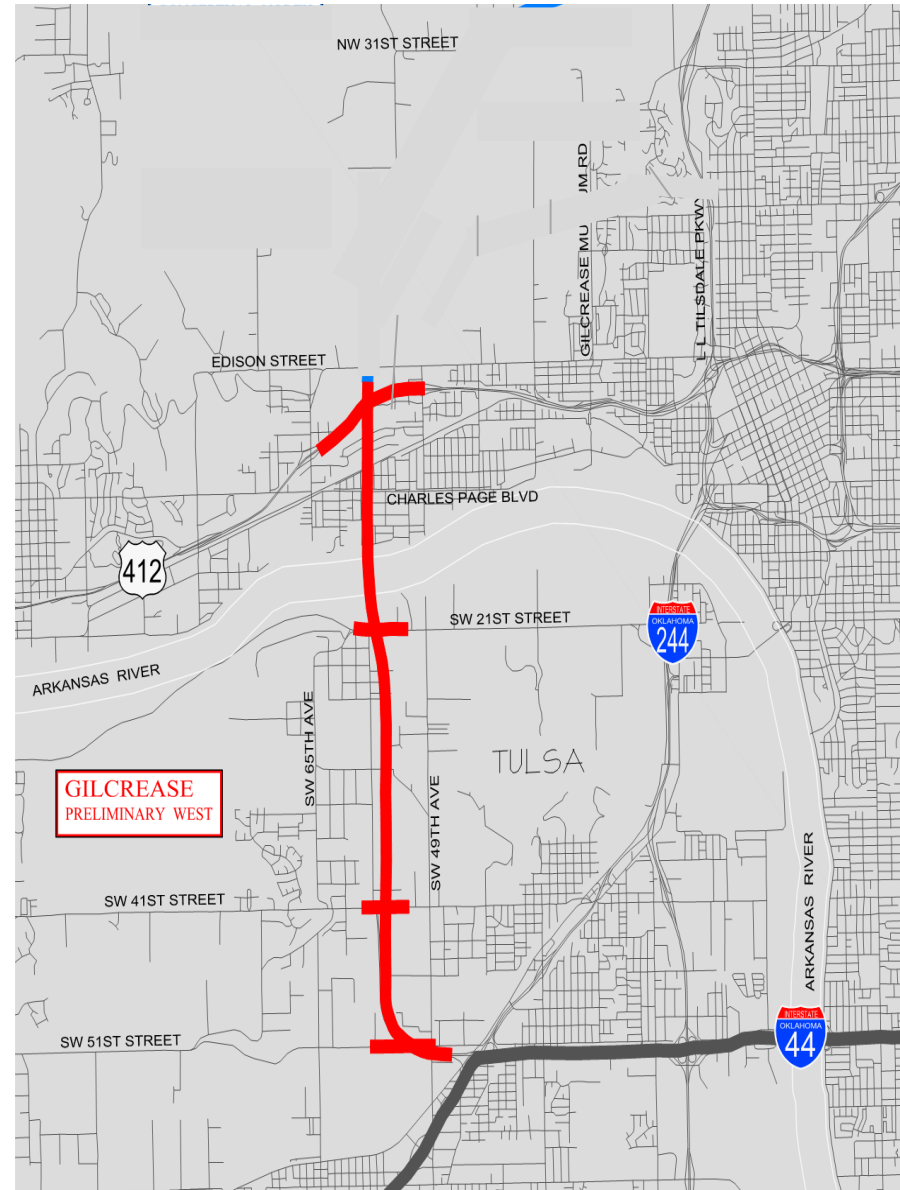 NW 31ST STREET
GILCREASE MU UM RD
L L TILSDALE PKWY
EDISON STREET
CHARLES PAGE BLVD
412
SW 21ST STREET
INTERSTATE
OKLAHOMA
244
ARKANSAS RIVER
SW 65TH AVE
TULSA
GILCREASE
PRELIMINARY WEST
SW 49TH AVE
ARKANSAS RIVER
SW 41ST STREET
INTERSTATE
OKLAHOMA
44
SW 51ST STREET